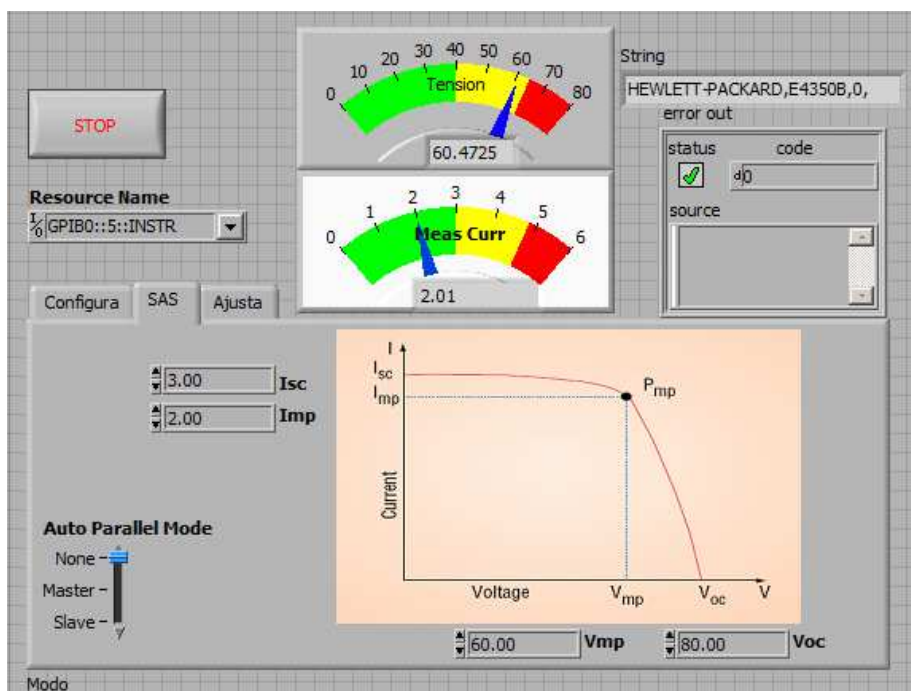 0 10 20 30 40 50 60 70 80
Tension
60.4725
String
HEWLETT-PACKARD,E4350B,0,
STOP
error out
status code
d 0
source
Resource Name
I/0 GPIB0::5::INSTR
0 1 2 3 4 5 6
Meas Curr
2.01
Configura SAS Ajusta
3.00 Isc
2.00 Imp
I
Isc
Imp
Pmp
Current
Voltage Vmp Voc V
Auto Parallel Mode
None
Master
Slave
60.00 Vmp 80.00 Voc
Modo